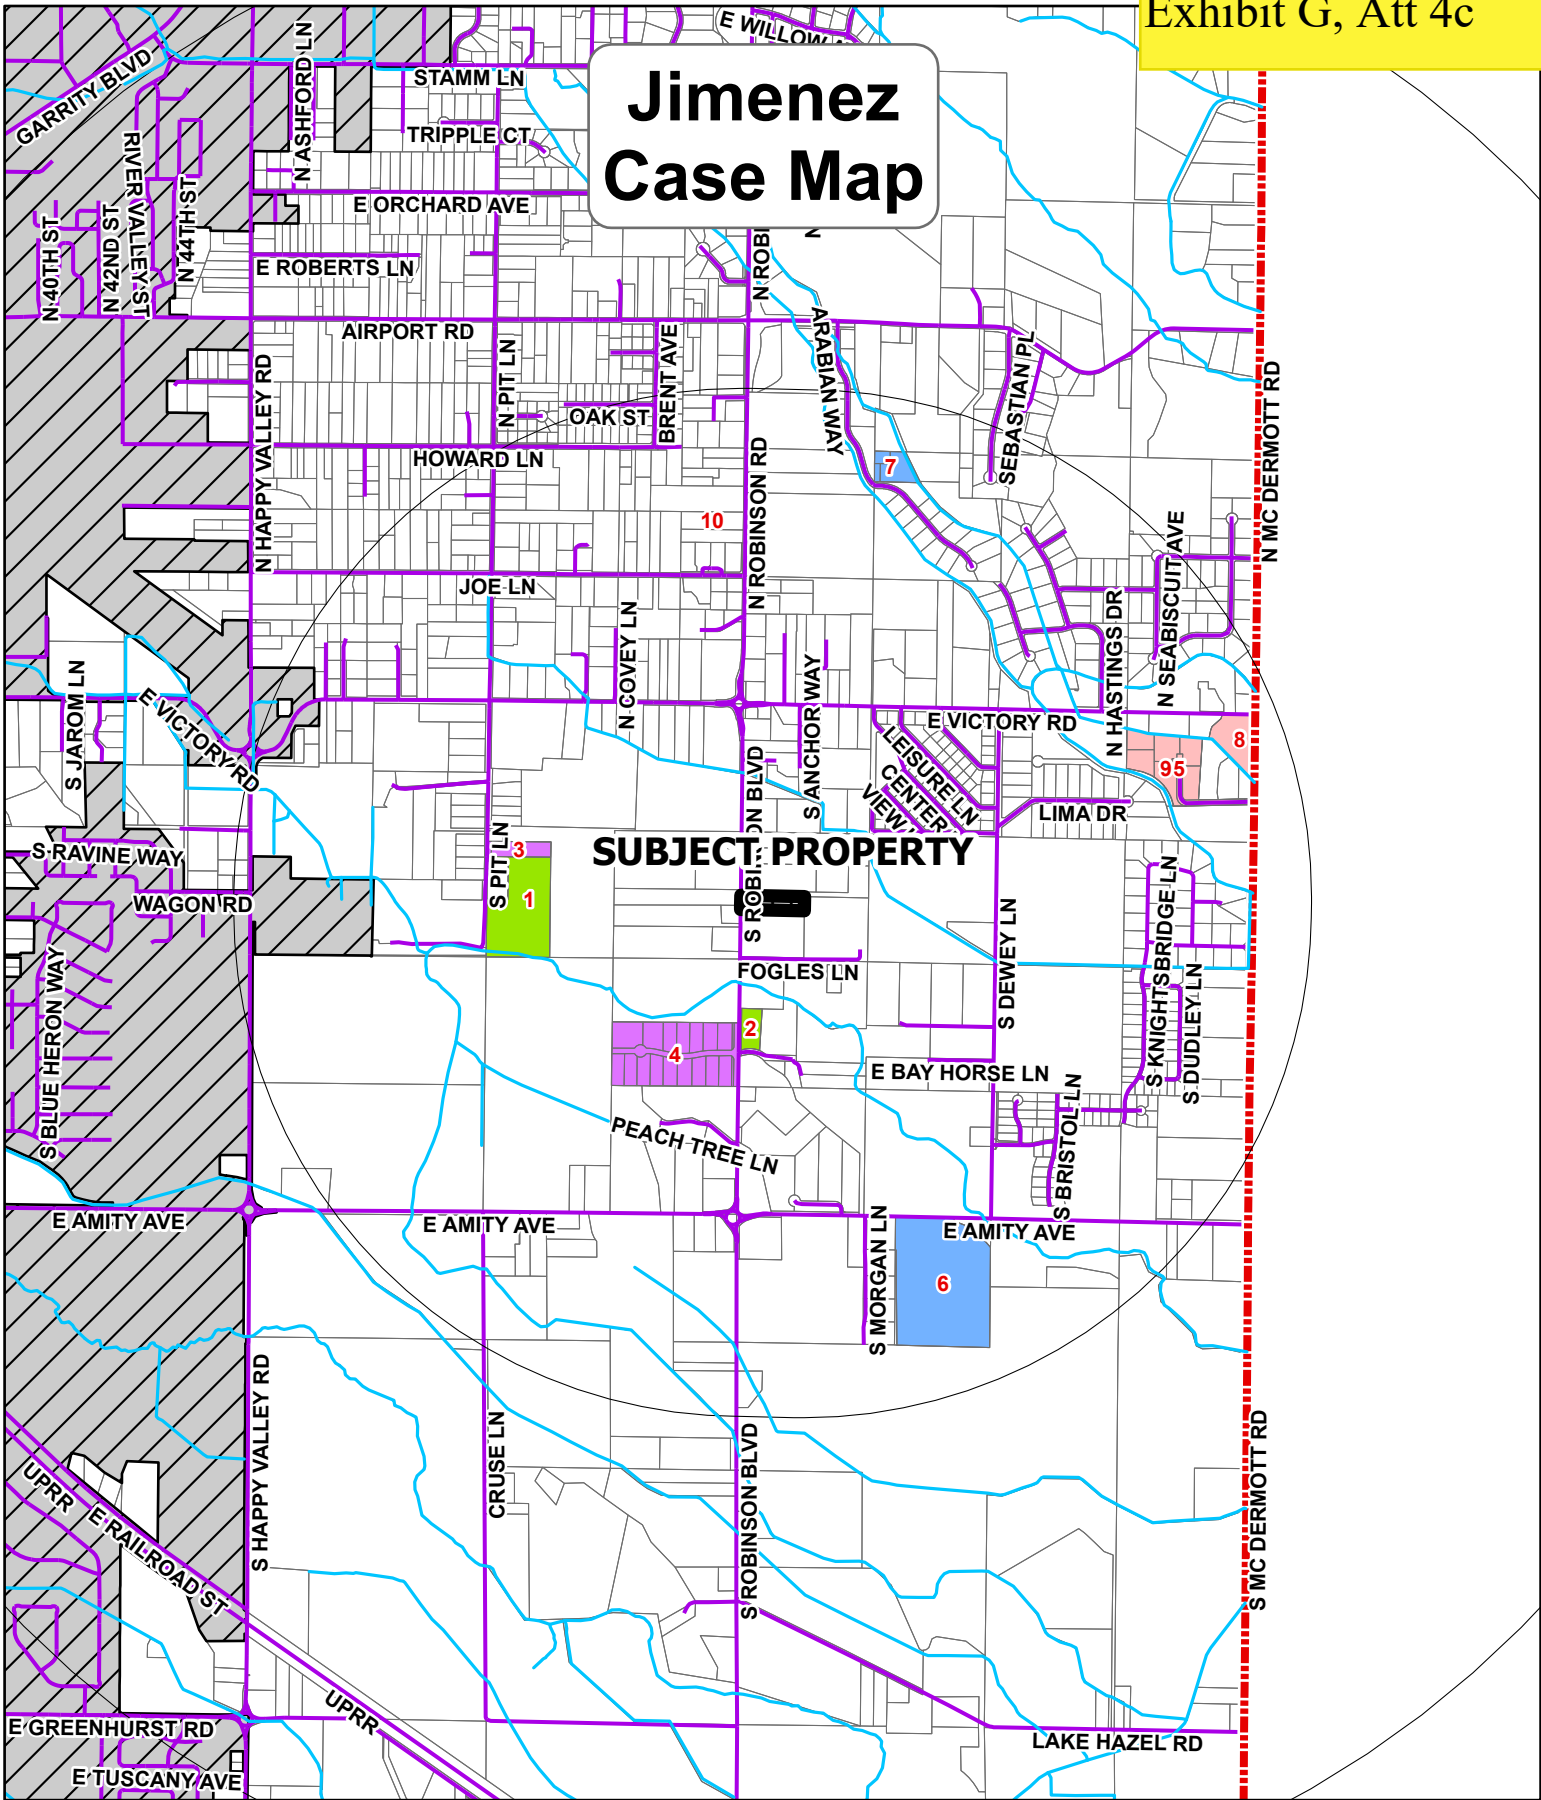 Exhibit G, Att 4c
Jimenez
Case Map
E WILLOW
GARRITY BLVD
N ASHFORD LN
STAMM LN
TRIPPLE CT
RIVER VALLEY ST
N 44TH ST
N 42ND ST
N 40TH ST
E ORCHARD AVE
E ROBERTS LN
N ROBI
N
AIRPORT RD
N PIT LN
BRENT AVE
ARABIAN WAY
SEBASTIAN PL
N HAPPY VALLEY RD
OAK ST
HOWARD LN
N ROBINSON RD
N MC DERMOTT RD
7
10
JOE LN
N COVEY LN
N HASTINGS DR
N SEABISCUIT AVE
S JAROM LN
E VICTORY RD
S ANCHOR WAY
E VICTORY RD
LEISURE LN
CENTER
VIEW
8
95
LIMA DR
S RAVINE WAY
S PIT LN
3
1
SUBJECT PROPERTY
S ROBINSON BLVD
WAGON RD
S BLUE HERON WAY
FOGLES LN
S DEWEY LN
S KNIGHTSBRIDGE LN
S DUDLEY LN
2
4
E BAY HORSE LN
PEACH TREE LN
S BRISTOL LN
E AMITY AVE
E AMITY AVE
E AMITY AVE
S MORGAN LN
6
S HAPPY VALLEY RD
CRUSE LN
S ROBINSON BLVD
S MC DERMOTT RD
UPRR
E RAILROAD ST
UPRR
E GREENHURST RD
LAKE HAZEL RD
E TUSCANY AVE